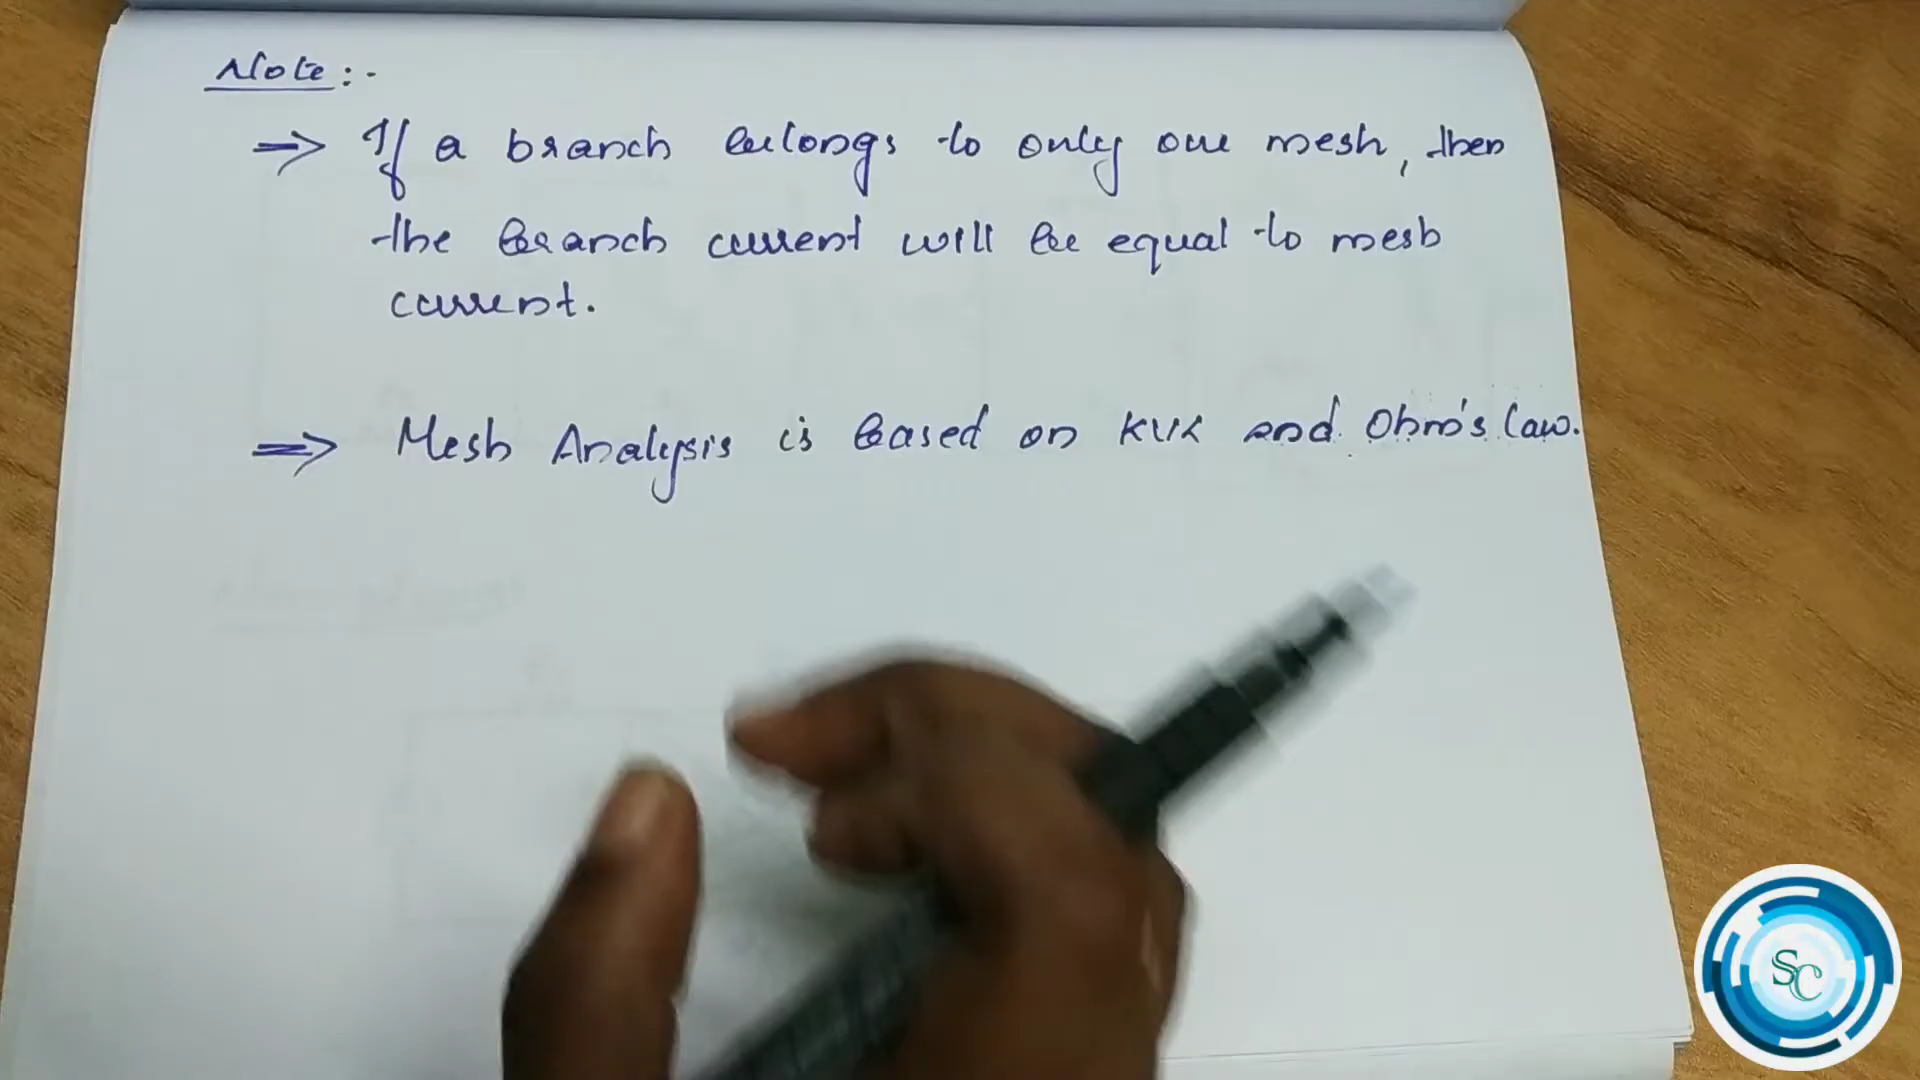 Note:-
⇒ If a branch belongs to only one mesh, then
the branch current will be equal to mesh
current.
⇒ Mesh Analysis is based on KVL and Ohm's law.
SC